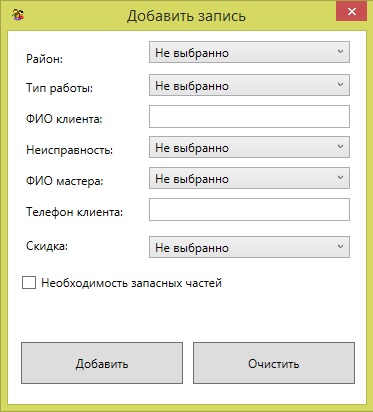 Добавить запись
Район: Не выбранно
Тип работы: Не выбранно
ФИО клиента:
Неисправность: Не выбранно
ФИО мастера: Не выбранно
Телефон клиента:
Скидка: Не выбранно
Необходимость запасных частей
Добавить Очистить